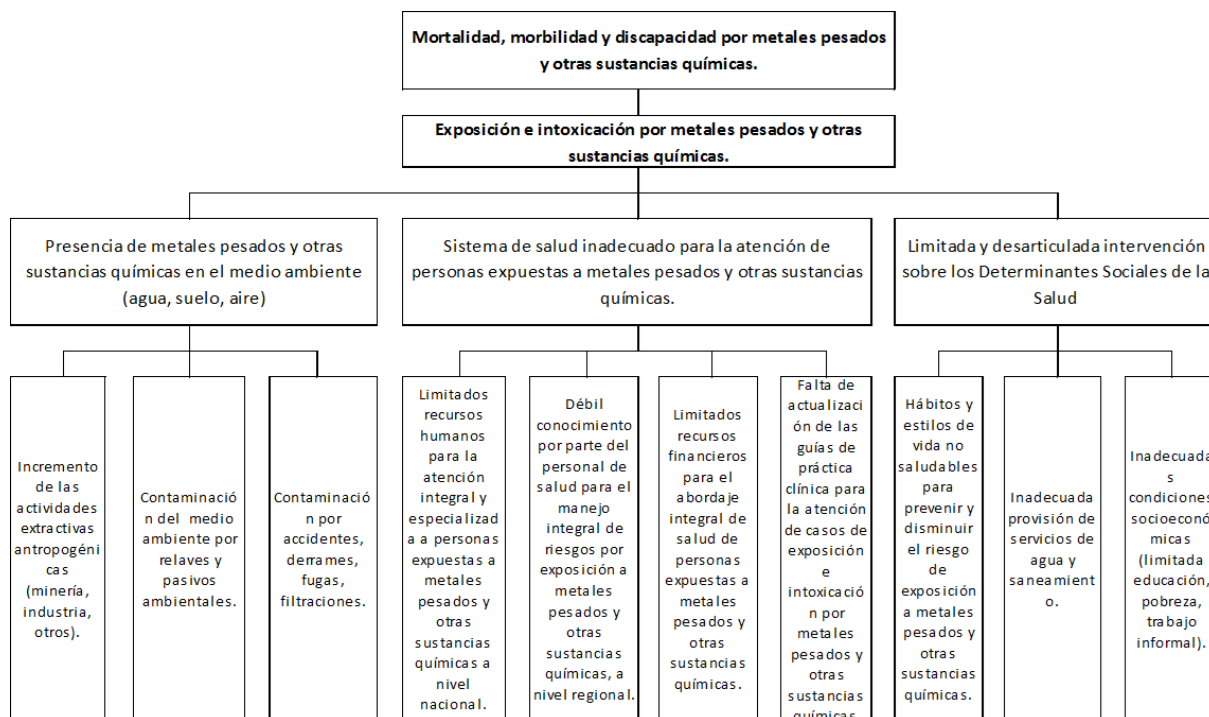 Mortalidad, morbilidad y discapacidad por metales pesados
y otras sustancias químicas.
Exposición e intoxicación por metales pesados y otras
sustancias químicas.
Presencia de metales pesados y otras
sustancias químicas en el medio ambiente
(agua, suelo, aire)
Sistema de salud inadecuado para la atención de
personas expuestas a metales pesados y otras sustancias
químicas.
Limitada y desarticulada intervención
sobre los Determinantes Sociales de la
Salud
Incremento
de las
actividades
extractivas
antropogéni
cas
(minería,
industria,
otros).
Contaminació
n del medio
ambiente por
relaves y
pasivos
ambientales.
Contaminació
n por
accidentes,
derrames,
fugas,
filtraciones.
Limitados
recursos
humanos
para la
atención
integral y
especializad
a a personas
expuestas a
metales
pesados y
otras
sustancias
químicas a
nivel
nacional.
Débil
conocimiento
por parte del
personal de
salud para el
manejo
integral de
riesgos por
exposición a
metales
pesados y
otras
sustancias
químicas, a
nivel regional.
Limitados
recursos
financieros
para el
abordaje
integral de
salud de
personas
expuestas a
metales
pesados y
otras
sustancias
químicas.
Falta de
actualizaci
ón de las
guías de
práctica
clínica para
la atención
de casos de
exposición
e
intoxicación
por
metales
pesados y
otras
sustancias
químicas
Hábitos y
estilos de
vida no
saludables
para
prevenir y
disminuir
el riesgo
de
exposición
a metales
pesados y
otras
sustancias
químicas.
Inadecuada
provisión de
servicios de
agua y
saneamient
o.
Inadecuada
s
condiciones
socioeconó
micas
(limitada
educación,
pobreza,
trabajo
informal).